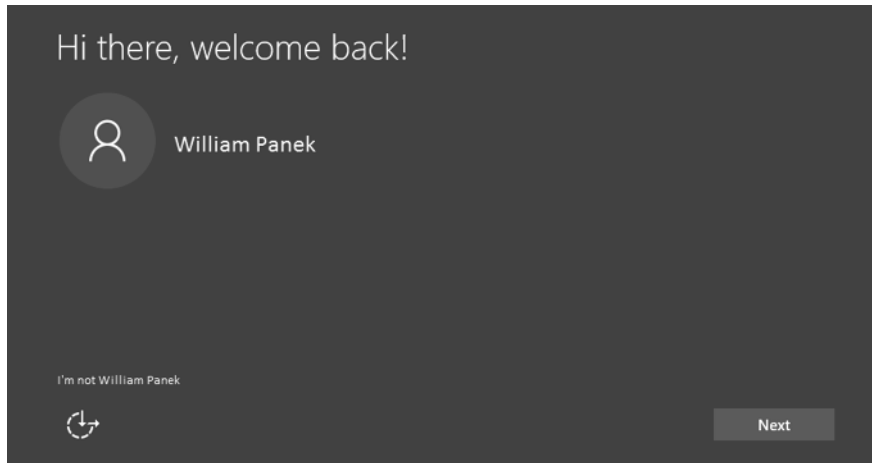 Hi there, welcome back!
William Panek
I'm not William Panek
Next